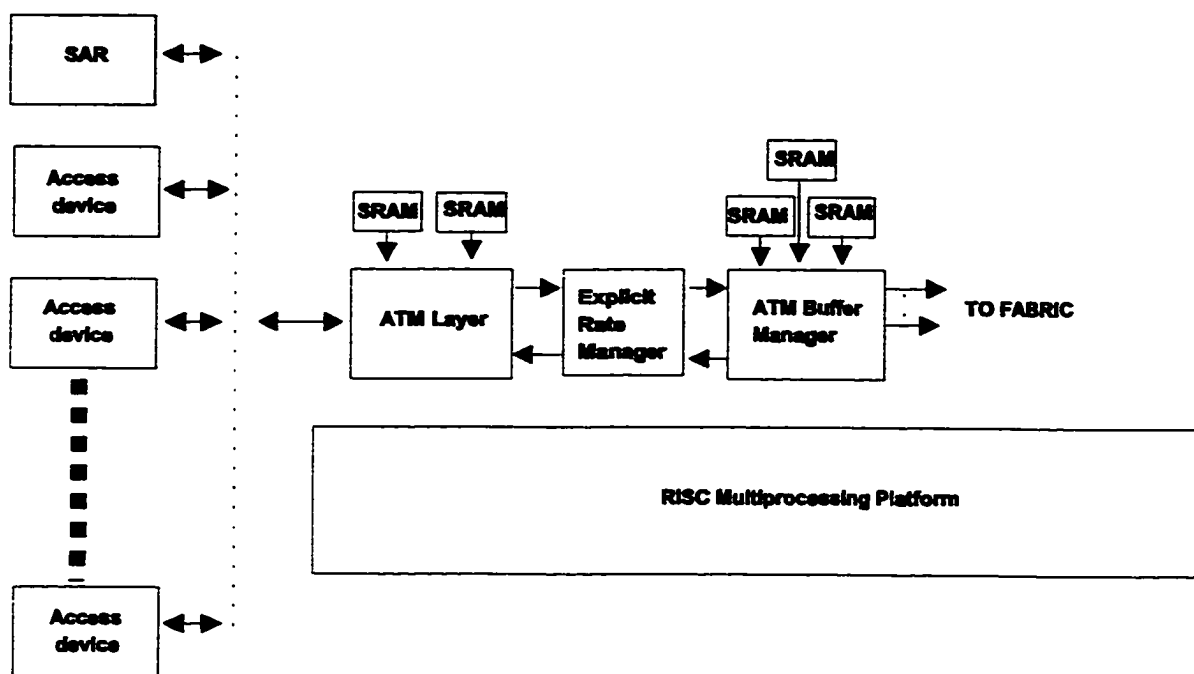 SAR
Access
device
Access
device
Access
device
SRAM
SRAM
SRAM
SRAM
SRAM
ATM Layer
Explicit
Rate
Manager
ATM Buffer
Manager
TO FABRIC
RISC Multiprocessing Platform